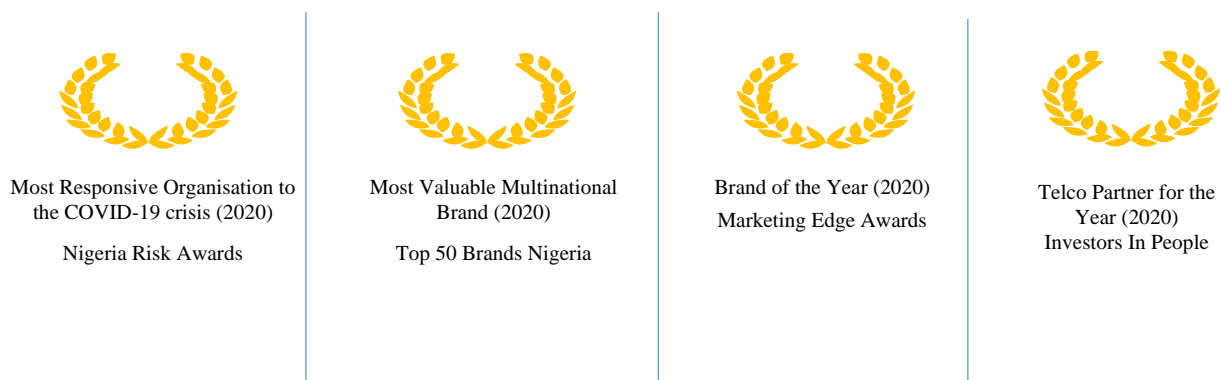 Most Responsive Organisation to
the COVID-19 crisis (2020)
Nigeria Risk Awards
Most Valuable Multinational
Brand (2020)
Top 50 Brands Nigeria
Brand of the Year (2020)
Marketing Edge Awards
Telco Partner for the
Year (2020)
Investors In People